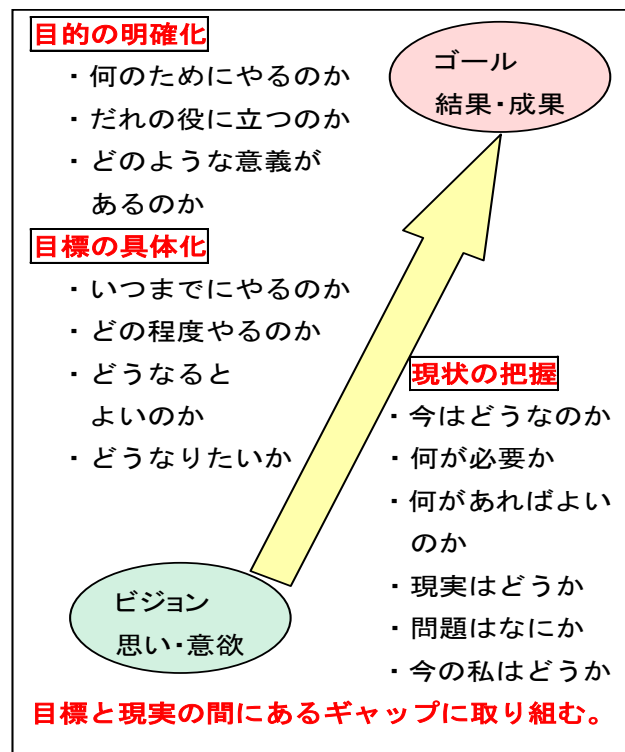 目的の明確化
・何のためにやるのか
・だれの役に立つのか
・どのような意義が
あるのか
目標の具体化
・いつまでにやるのか
・どの程度やるのか
・どうなると
よいのか
・どうなりたいか
ゴール
結果・成果
現状の把握
・今はどうなのか
・何が必要か
・何があればよい
のか
・現実はどうか
・問題はなにか
・今の私はどうか
ビジョン
思い・意欲
目標と現実の間にあるギャップに取り組む。